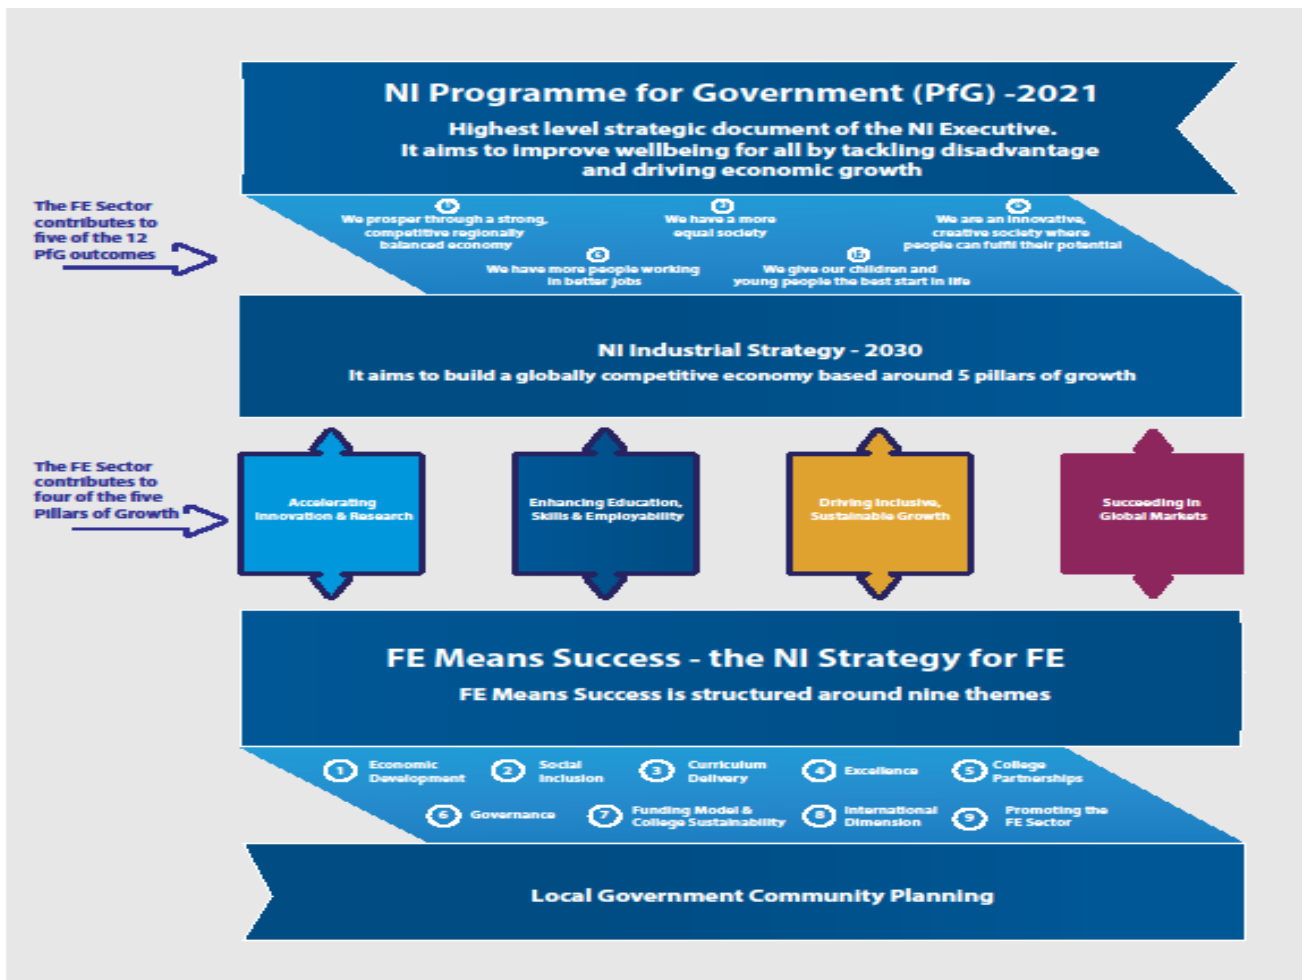 NI Programme for Government (PfG) -2021
Highest level strategic document of the NI Executive.
It aims to improve wellbeing for all by tackling disadvantage
and driving economic growth
The FE Sector
contributes to
five of the 12
PfG outcomes
We prosper through a strong,
competitive regionally
balanced economy
3
We have a more
equal society
We are an innovative,
creative society where
people can fulfil their potential
6
We have more people working
in better jobs
12
We give our children and
young people the best start in life
NI Industrial Strategy - 2030
It aims to build a globally competitive economy based around 5 pillars of growth
The FE Sector
contributes to
four of the five
Pillars of Growth
Accelerating
Innovation & Research
Enhancing Education,
Skills & Employability
Driving Inclusive,
Sustainable Growth
Succeeding in
Global Markets
FE Means Success - the NI Strategy for FE
FE Means Success is structured around nine themes
1 Economic
Development
2 Social
Inclusion
3 Curriculum
Delivery
4 Excellence
5 College
Partnerships
6 Governance
7 Funding Model &
College Sustainability
8 International
Dimension
9 Promoting the
FE Sector
Local Government Community Planning